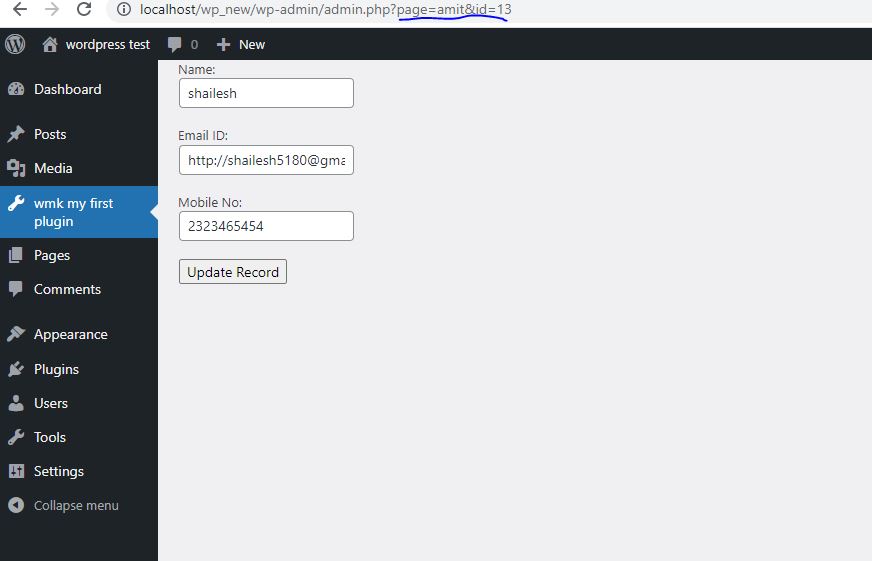 localhost/wp_new/wp-admin/admin.php?page=amit&id=13
wordpress test 0 New
Dashboard
Posts
Media
wmk my first
plugin
Pages
Comments
Appearance
Plugins
Users
Tools
Settings
Collapse menu
Name:
shailesh
Email ID:
http://shailesh5180@gma
Mobile No:
2323465454
Update Record